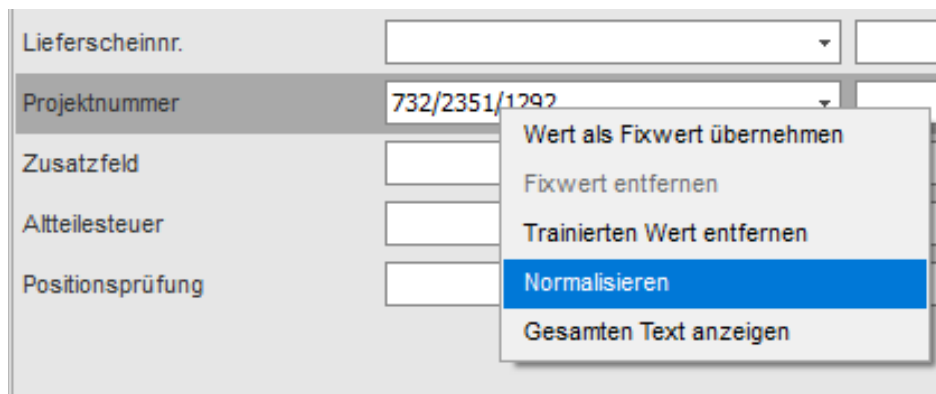 Lieferscheinnr.
Projektnummer 732/2351/1292
Wert als Fixwert übernehmen
Zusatzfeld
Fixwert entfernen
Altteilesteuer
Trainierten Wert entfernen
Positionsprüfung
Normalisieren
Gesamten Text anzeigen